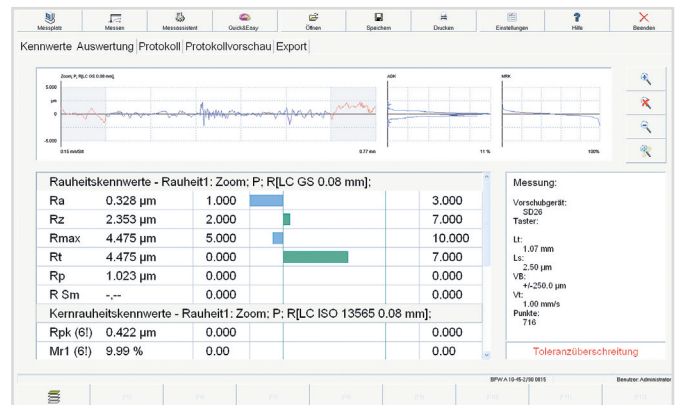 Messplatz Messen Messassistent Quick&Easy Öffnen Speichern Drucken Einstellungen Hilfe Beenden
Kennwerte Auswertung Protokoll Protokollvorschau Export
Zoom; P; R[LC GS 0.08 mm]; ADK MRK
5.000
µm
0
-5.000
0.15 mm/Skt 0.77 mm 11 % 100%
Rauheitskennwerte - Rauheit1: Zoom; P; R[LC GS 0.08 mm];
Ra 0.328 µm 1.000 3.000
Rz 2.353 µm 2.000 7.000
Rmax 4.475 µm 5.000 10.000
Rt 4.475 µm 0.000 7.000
Rp 1.023 µm 0.000 0.000
R Sm -,-- 0.000 0.000
Kernrauheitskennwerte - Rauheit1: Zoom; P; R[LC ISO 13565 0.08 mm];
Rpk (6!) 0.422 µm 0.000 0.000
Mr1 (6!) 9.99 % 0.00 0.00
Messung:
Vorschubgerät:
SD26
Taster:
Lt:
1.07 mm
Ls:
2.50 µm
VB:
+/-250.0 µm
Vt:
1.00 mm/s
Punkte:
716
Toleranzüberschreitung
BFW A 10-45-2/90 0015 Benutzer: Administrator